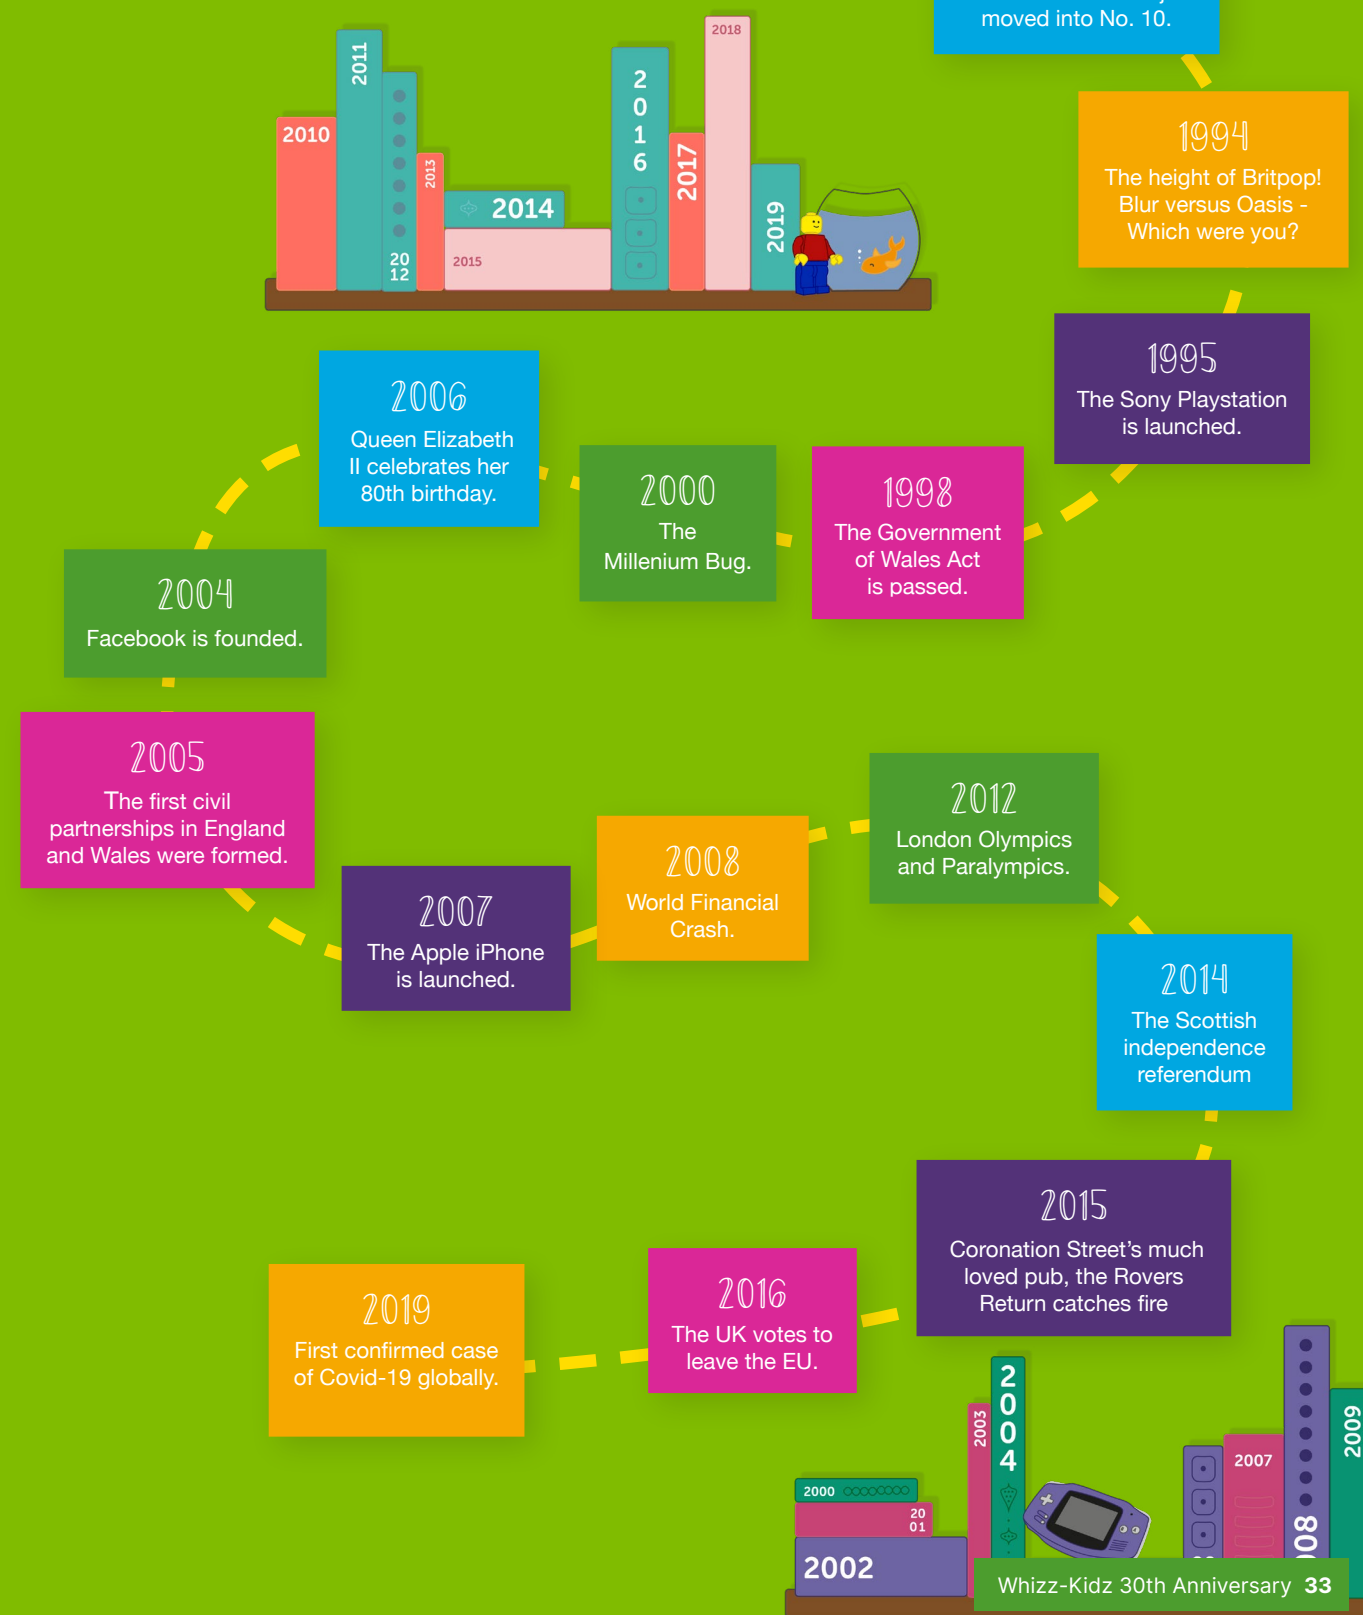 moved into No. 10.
2010
2011
20
12
2013
2014
2015
2
0
1
6
2017
2018
2019
1994
The height of Britpop!
Blur versus Oasis -
Which were you?
1995
The Sony Playstation
is launched.
1998
The Government
of Wales Act
is passed.
2000
The
Millenium Bug.
2006
Queen Elizabeth
II celebrates her
80th birthday.
2004
Facebook is founded.
2005
The first civil
partnerships in England
and Wales were formed.
2007
The Apple iPhone
is launched.
2008
World Financial
Crash.
2012
London Olympics
and Paralympics.
2014
The Scottish
independence
referendum
2015
Coronation Street's much
loved pub, the Rovers
Return catches fire
2016
The UK votes to
leave the EU.
2019
First confirmed case
of Covid-19 globally.
2000
20
01
2002
2003
2
0
0
4
2007
08
2009
Whizz-Kidz 30th Anniversary 33